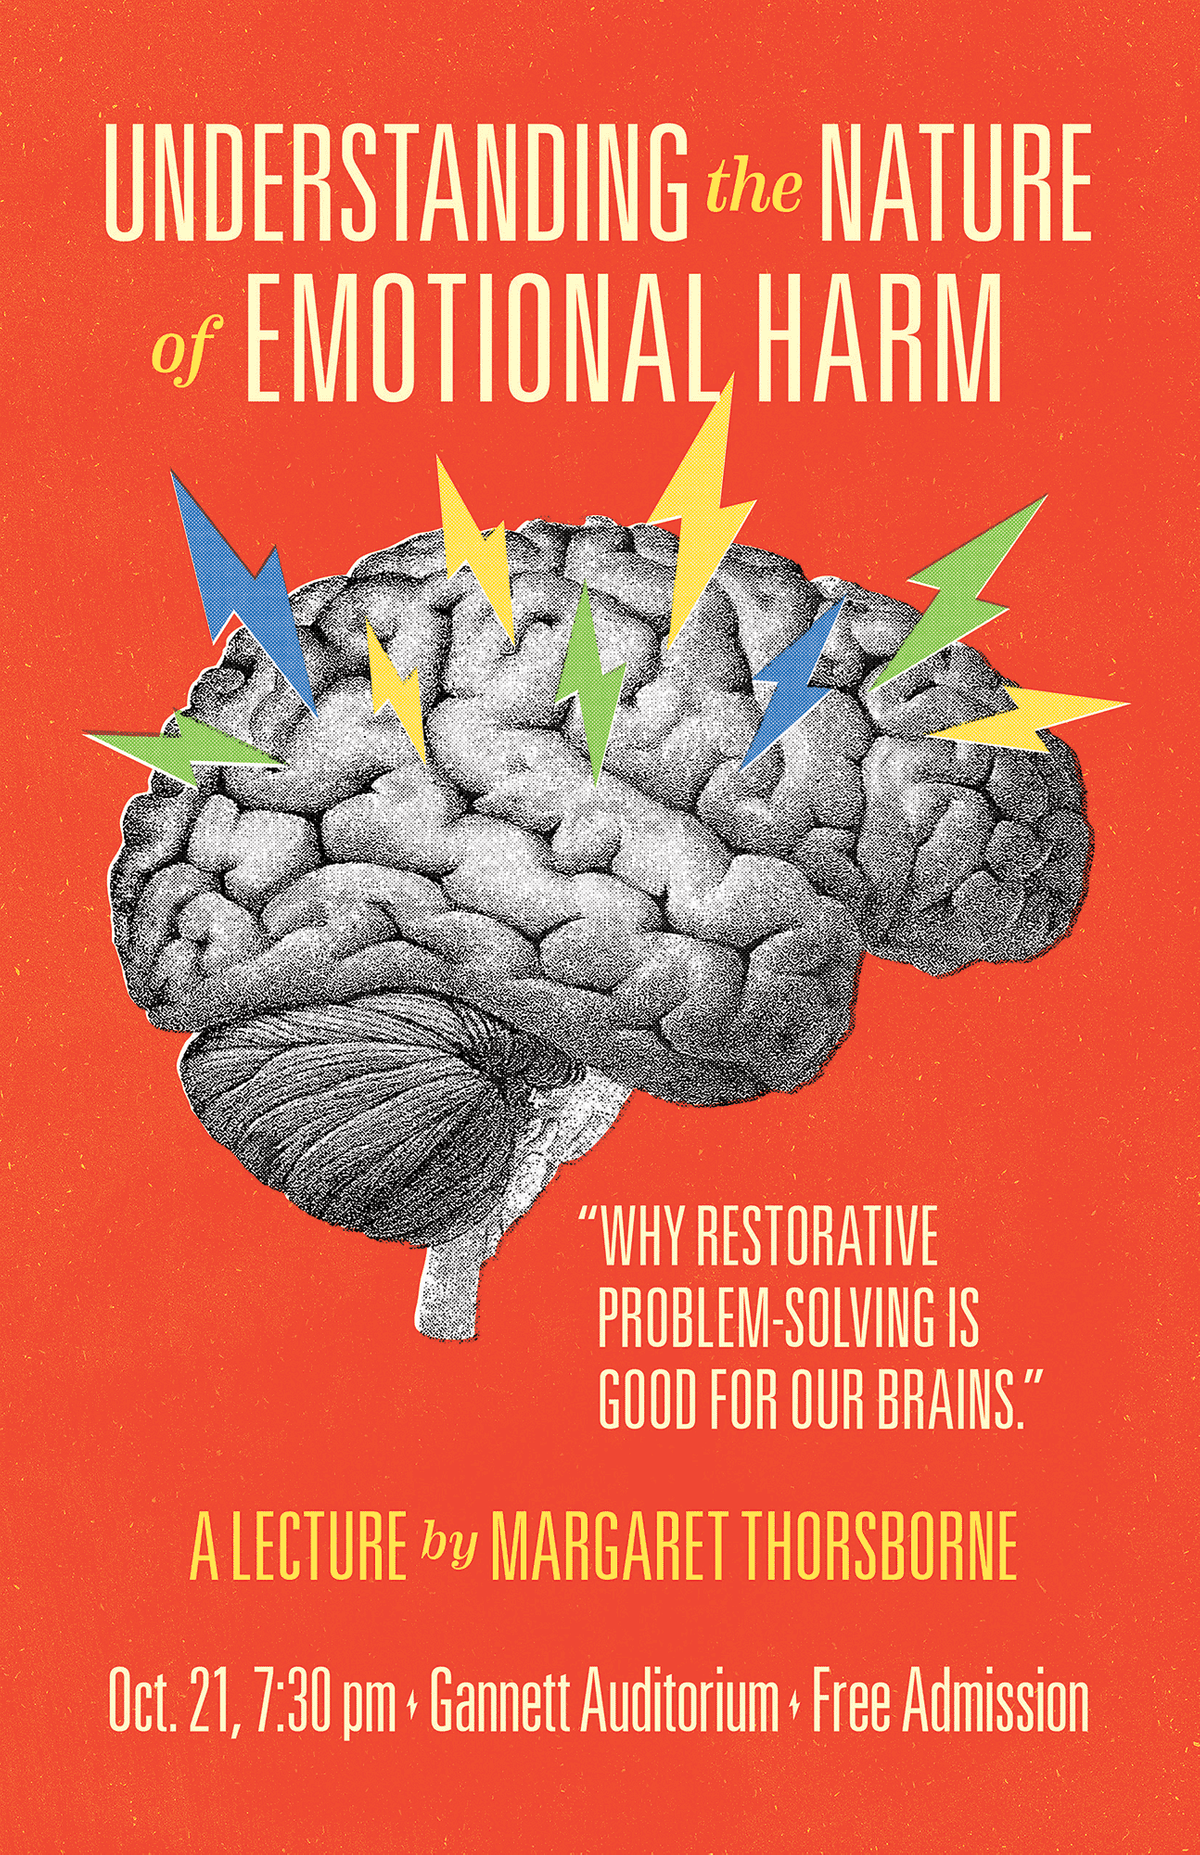 UNDERSTANDING the NATURE
of EMOTIONAL HARM
“WHY RESTORATIVE
PROBLEM-SOLVING IS
GOOD FOR OUR BRAINS.”
A LECTURE by MARGARET THORSBORNE
Oct. 21, 7:30 pm Gannett Auditorium Free Admission